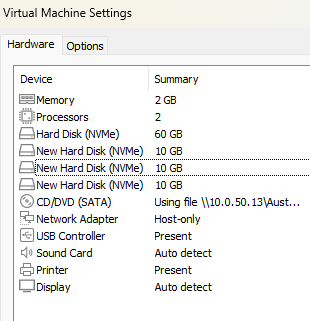 Virtual Machine Settings
Hardware Options
Device Summary
Memory 2 GB
Processors 2
Hard Disk (NVMe) 60 GB
New Hard Disk (NVMe) 10 GB
New Hard Disk (NVMe) 10 GB
New Hard Disk (NVMe) 10 GB
CD/DVD (SATA) Using file \\10.0.50.13\Aust...
Network Adapter Host-only
USB Controller Present
Sound Card Auto detect
Printer Present
Display Auto detect